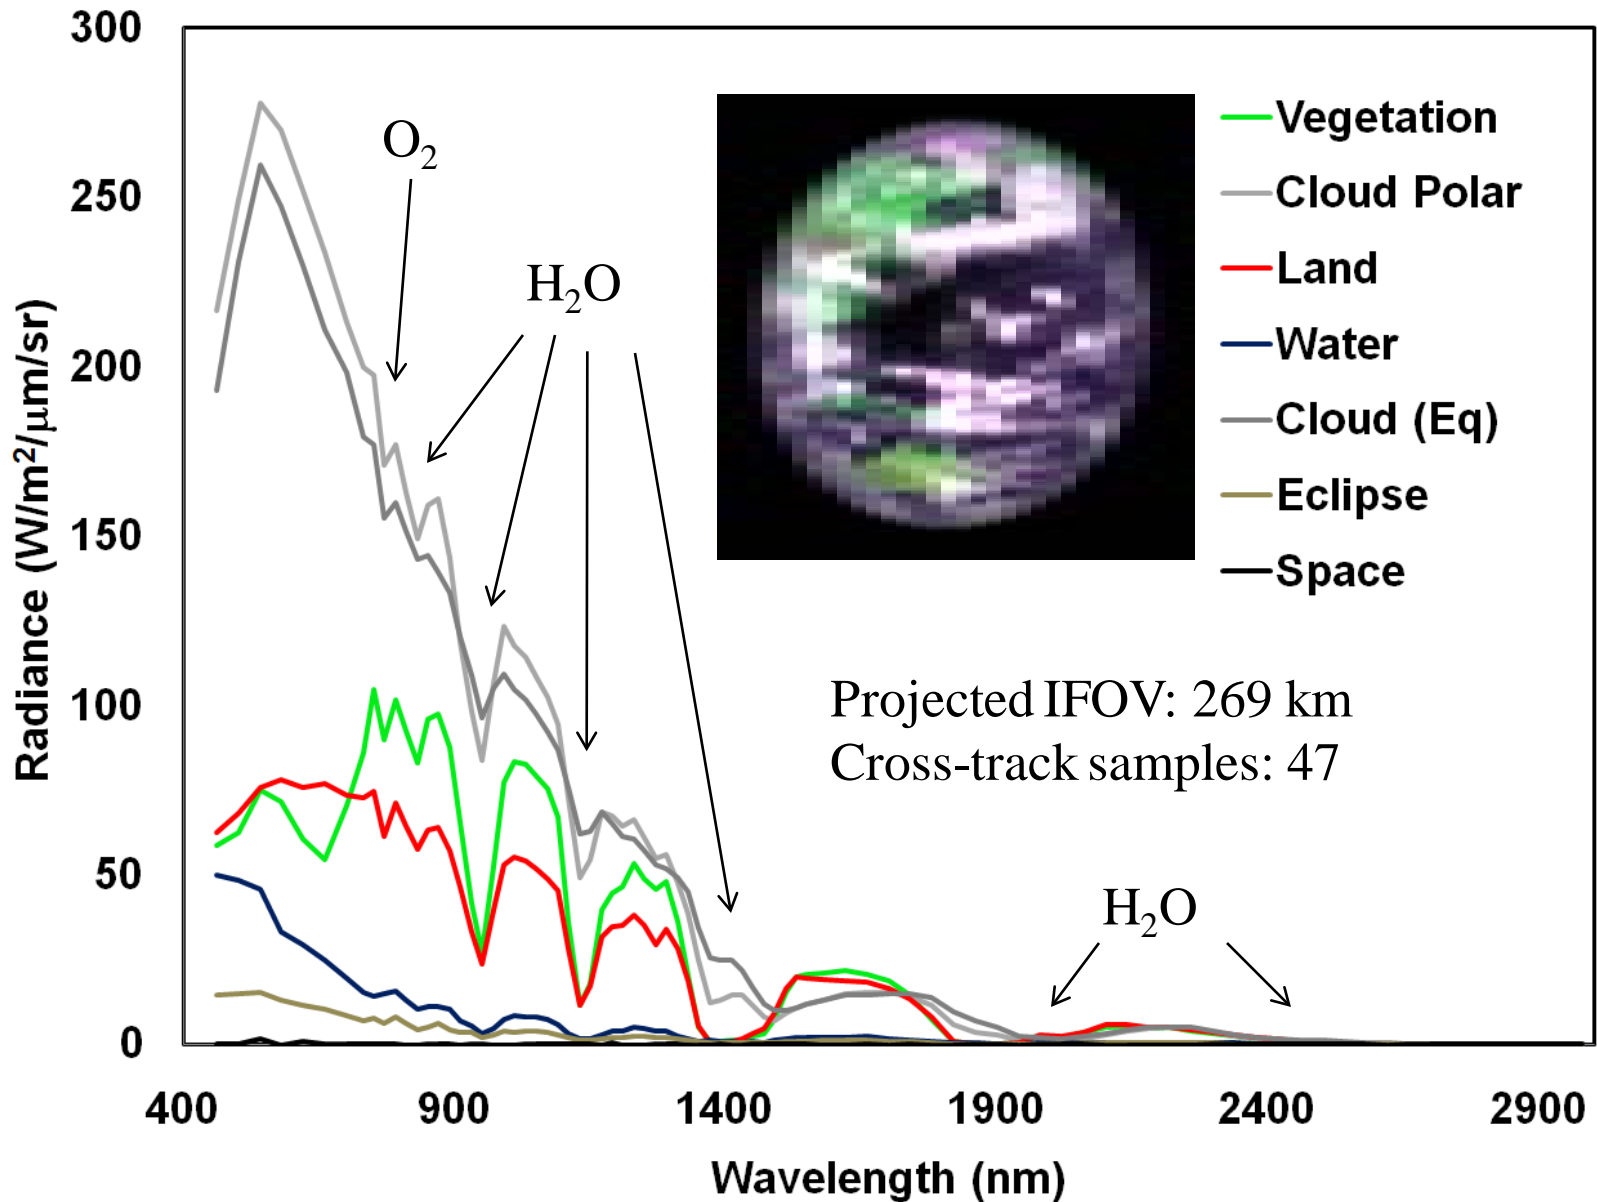 300
250
200
150
100
50
0
Radiance (W/m²/μm/sr)
O₂
H₂O
Vegetation
Cloud Polar
Land
Water
Cloud (Eq)
Eclipse
Space
Projected IFOV: 269 km
Cross-track samples: 47
H₂O
400 900 1400 1900 2400 2900
Wavelength (nm)